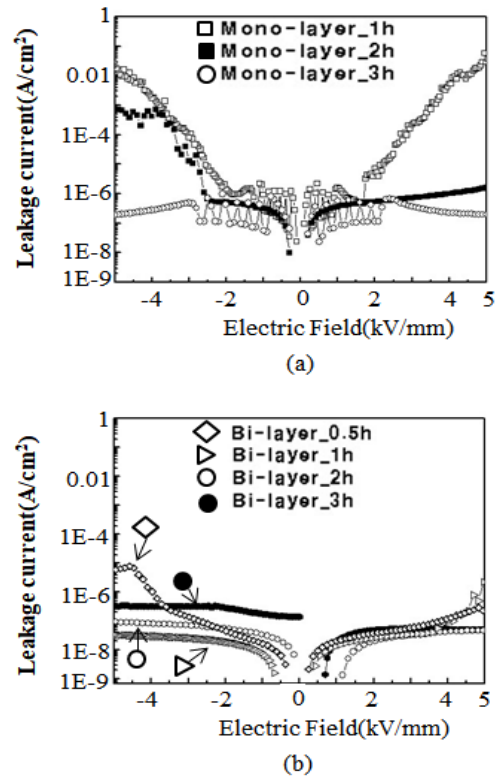 (a)
Mono-layer_1h
Mono-layer_2h
Mono-layer_3h
1
0.01
1E-4
1E-6
1E-8
1E-9
Leakage current(A/cm²)
-4 -2 0 2 4 5
Electric Field(kV/mm)
(a)
Bi-layer_0.5h
Bi-layer_1h
Bi-layer_2h
Bi-layer_3h
1
0.01
1E-4
1E-6
1E-8
1E-9
Leakage current(A/cm²)
-4 -2 0 2 4 5
Electric Field(kV/mm)
(b)